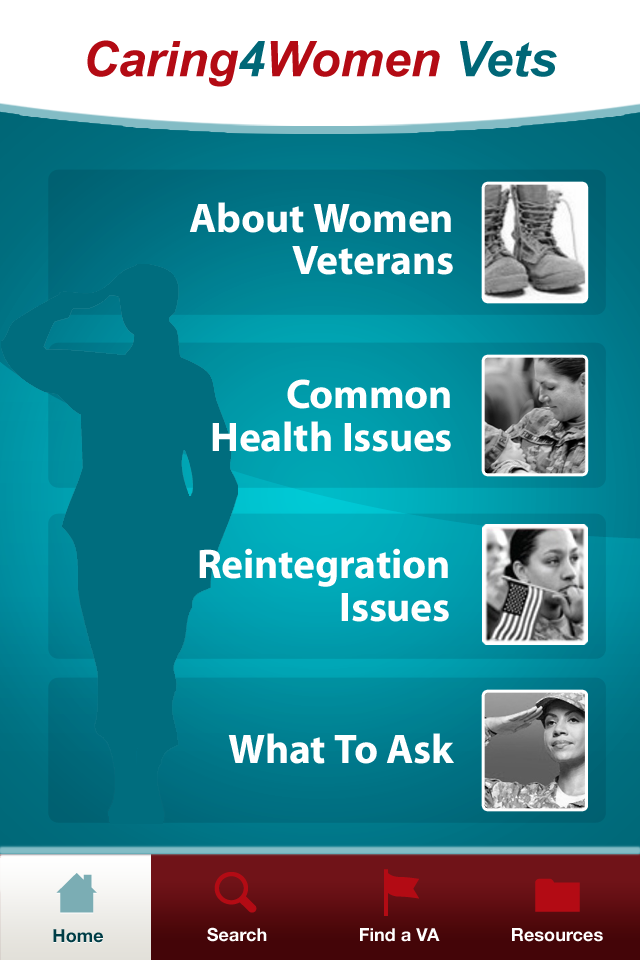 Caring4Women Vets
About Women
Veterans
Common
Health Issues
Reintegration
Issues
What To Ask
Home
Search
Find a VA
Resources